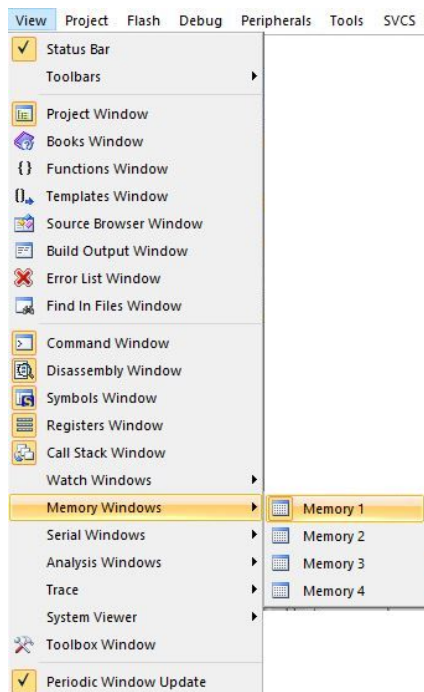 View Project Flash Debug Peripherals Tools SVCS
Status Bar
Toolbars
Project Window
Books Window
{} Functions Window
Templates Window
Source Browser Window
Build Output Window
Error List Window
Find In Files Window
Command Window
Disassembly Window
Symbols Window
Registers Window
Call Stack Window
Watch Windows
Memory Windows Memory 1
Serial Windows Memory 2
Analysis Windows Memory 3
Trace Memory 4
System Viewer
Toolbox Window
Periodic Window Update